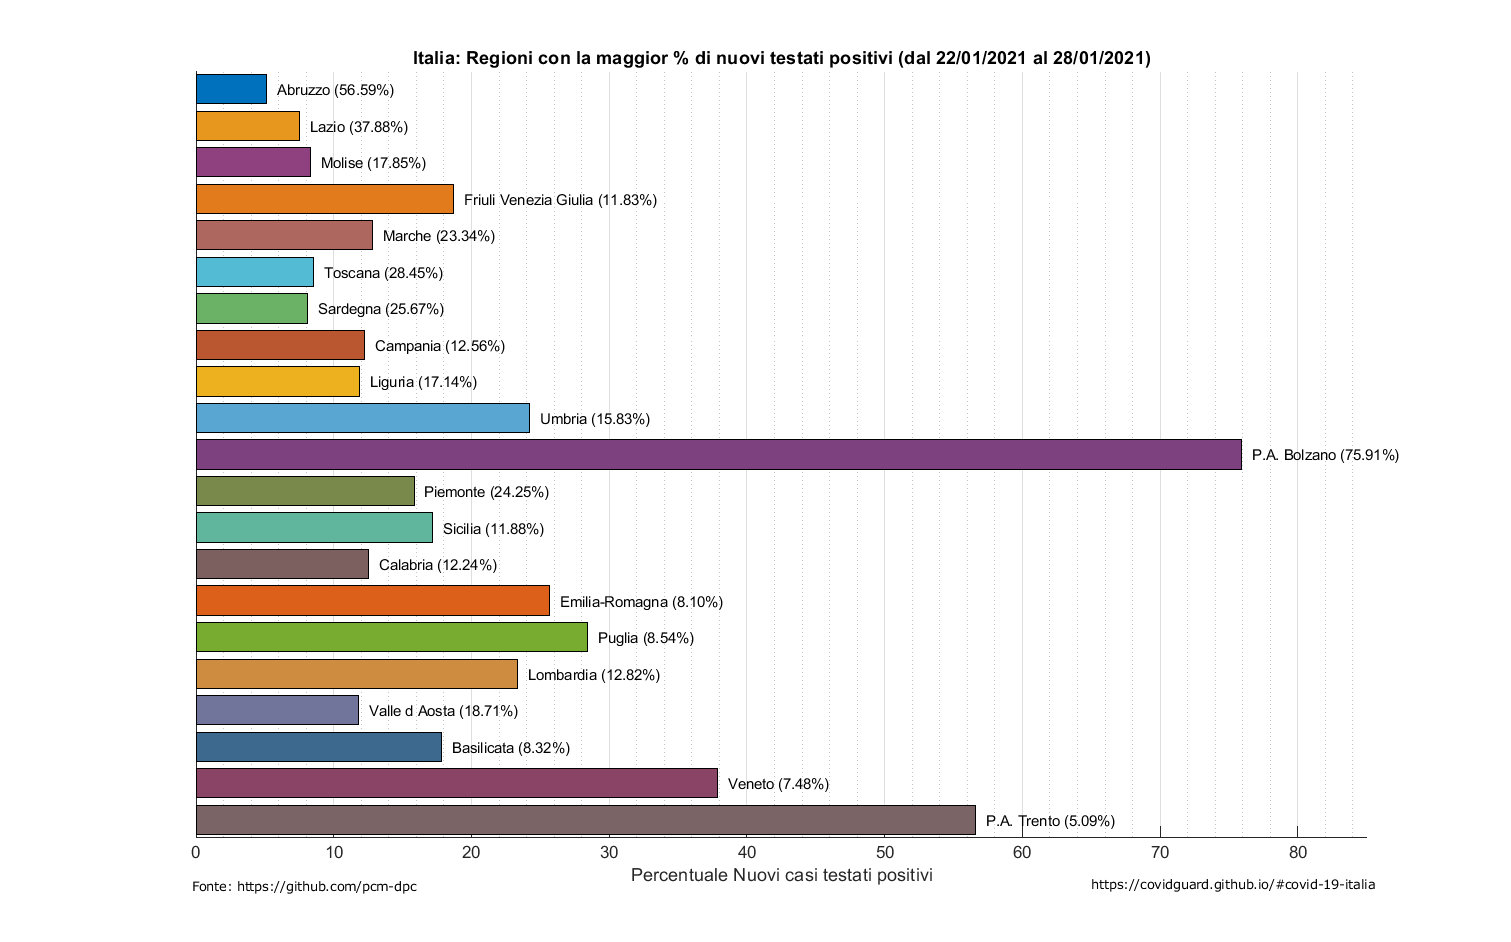 Italia: Regioni con la maggior % di nuovi testati positivi (dal 22/01/2021 al 28/01/2021)
Abruzzo (56.59%)
Lazio (37.88%)
Molise (17.85%)
Friuli Venezia Giulia (11.83%)
Marche (23.34%)
Toscana (28.45%)
Sardegna (25.67%)
Campania (12.56%)
Liguria (17.14%)
Umbria (15.83%)
P.A. Bolzano (75.91%)
Piemonte (24.25%)
Sicilia (11.88%)
Calabria (12.24%)
Emilia-Romagna (8.10%)
Puglia (8.54%)
Lombardia (12.82%)
Valle d Aosta (18.71%)
Basilicata (8.32%)
Veneto (7.48%)
P.A. Trento (5.09%)
0 10 20 30 40 50 60 70 80
Percentuale Nuovi casi testati positivi
Fonte: https://github.com/pcm-dpc
https://covidguard.github.io/#covid-19-italia